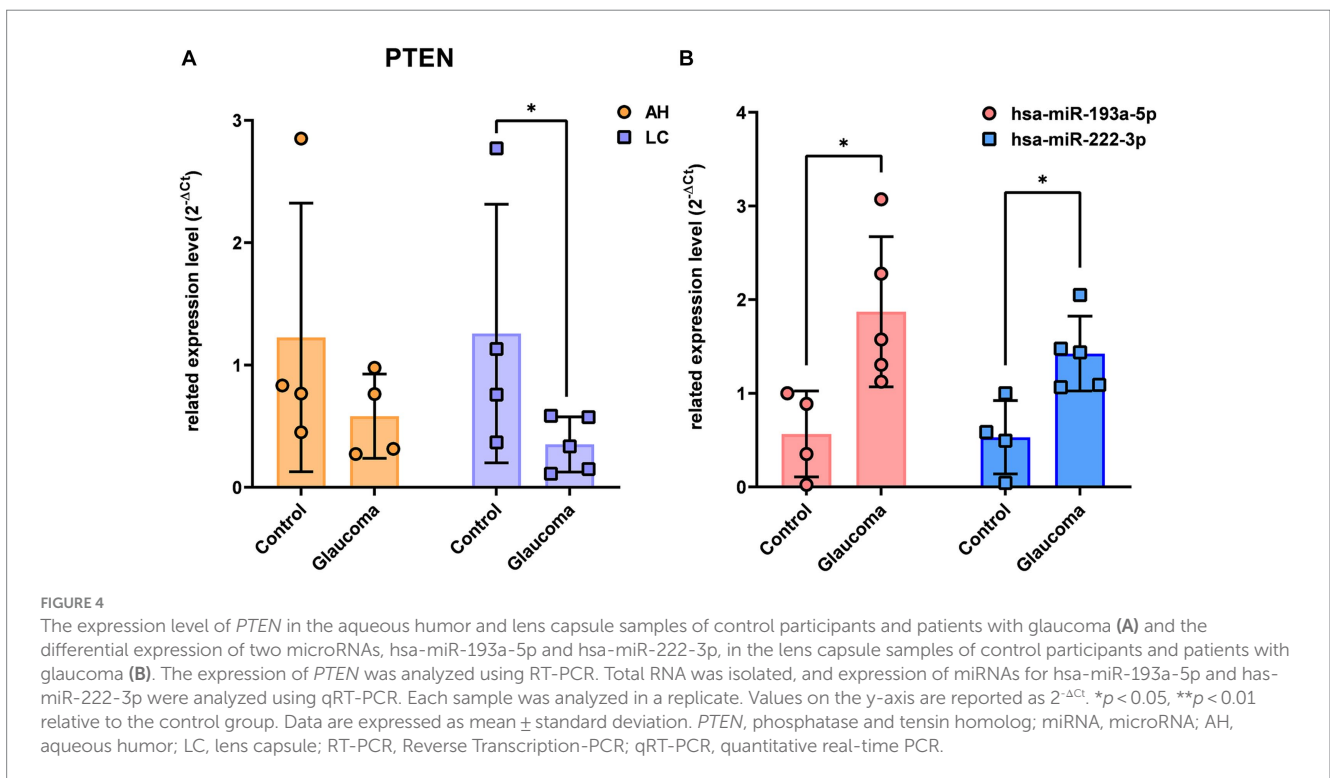 A
PTEN
AH
LC
*
related expression level (2^-ΔCt)
3
2
1
0
Control
Glaucoma
Control
Glaucoma
B
hsa-miR-193a-5p
hsa-miR-222-3p
*
*
related expression level (2^-ΔCt)
4
3
2
1
0
Control
Glaucoma
Control
Glaucoma
FIGURE 4
The expression level of PTEN in the aqueous humor and lens capsule samples of control participants and patients with glaucoma (A) and the
differential expression of two microRNAs, hsa-miR-193a-5p and hsa-miR-222-3p, in the lens capsule samples of control participants and patients with
glaucoma (B). The expression of PTEN was analyzed using RT-PCR. Total RNA was isolated, and expression of miRNAs for hsa-miR-193a-5p and has-
miR-222-3p were analyzed using qRT-PCR. Each sample was analyzed in a replicate. Values on the y-axis are reported as 2^-ΔCt. *p < 0.05, **p < 0.01
relative to the control group. Data are expressed as mean ± standard deviation. PTEN, phosphatase and tensin homolog; miRNA, microRNA; AH,
aqueous humor; LC, lens capsule; RT-PCR, Reverse Transcription-PCR; qRT-PCR, quantitative real-time PCR.